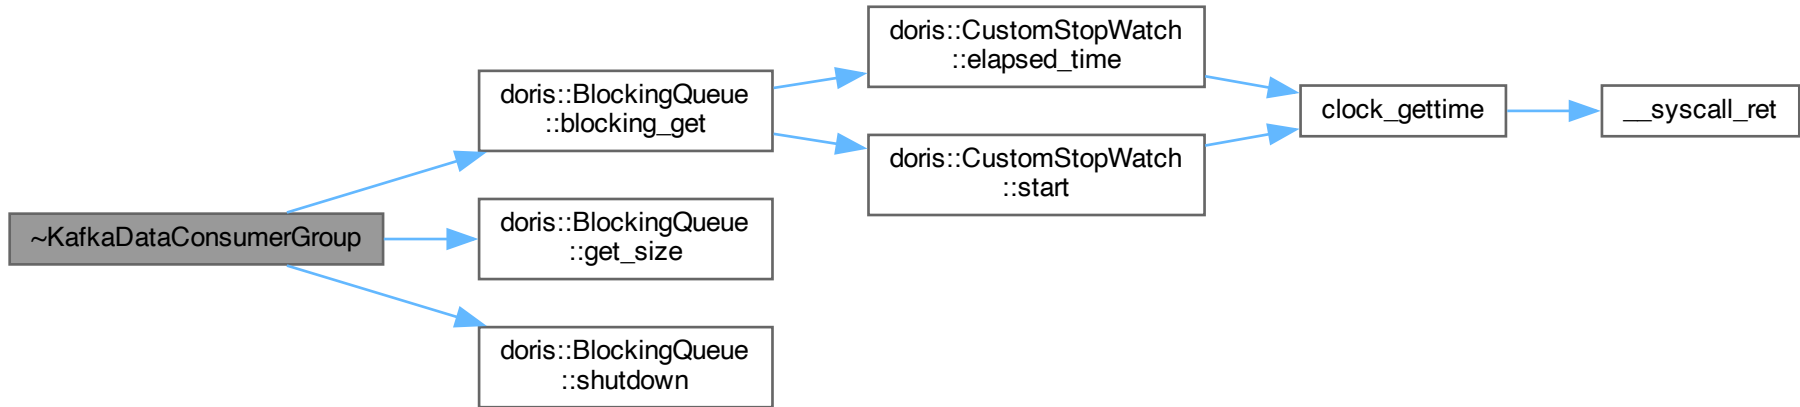 ~KafkaDataConsumerGroup
doris::BlockingQueue
::blocking_get
doris::CustomStopWatch
::elapsed_time
clock_gettime
__syscall_ret
doris::CustomStopWatch
::start
doris::BlockingQueue
::get_size
doris::BlockingQueue
::shutdown